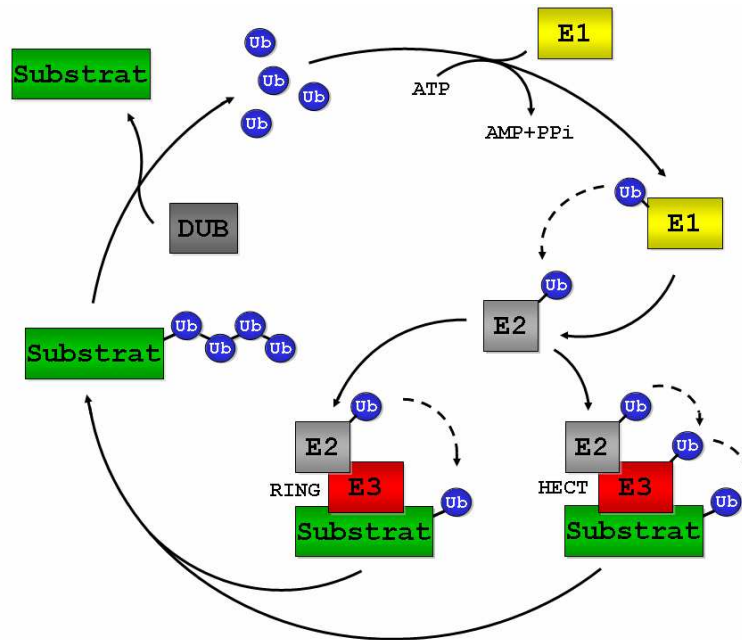 E1
Ub
Substrat
Ub
Ub
ATP
Ub
AMP+PPi
Ub
E1
DUB
Ub
E2
Ub
Ub
Substrat
Ub
Ub
Ub
E2
Ub
E2
Ub
RING
E3
HECT
E3
Ub
Ub
Substrat
Substrat